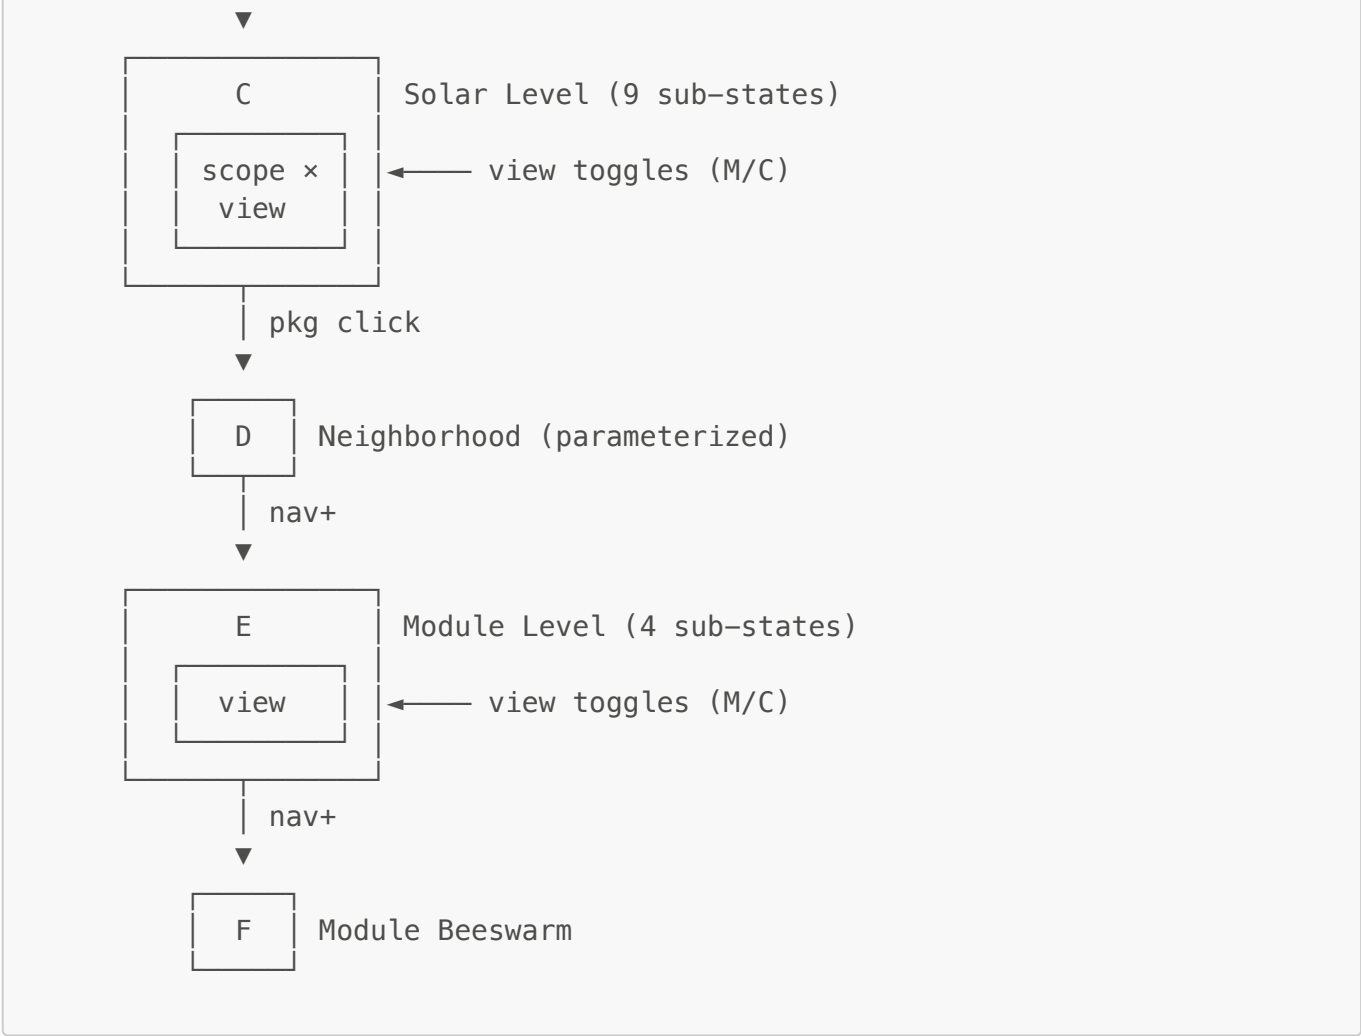 C Solar Level (9 sub−states)
scope × ◄──── view toggles (M/C)
view
pkg click
D Neighborhood (parameterized)
nav+
E Module Level (4 sub−states)
view ◄──── view toggles (M/C)
nav+
F Module Beeswarm